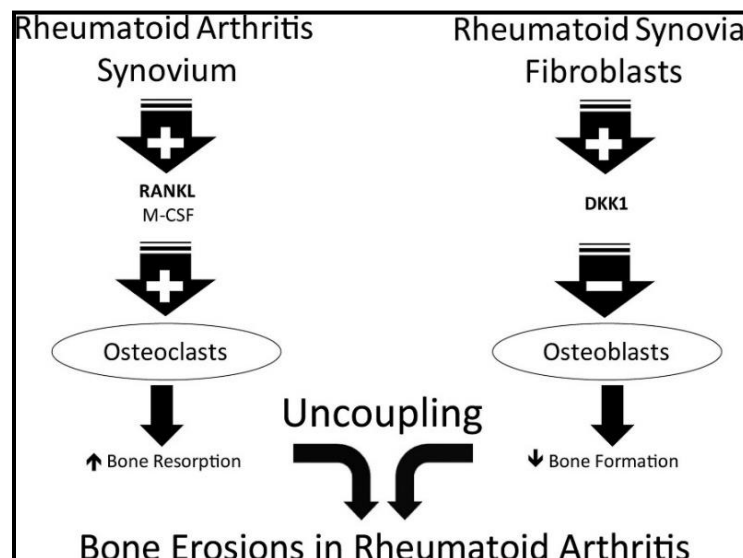 Rheumatoid Arthritis
Synovium
RANKL
M-CSF
Osteoclasts
↑ Bone Resorption
Rheumatoid Synovia
Fibroblasts
DKK1
Osteoblasts
↓ Bone Formation
Uncoupling
Bone Erosions in Rheumatoid Arthritis